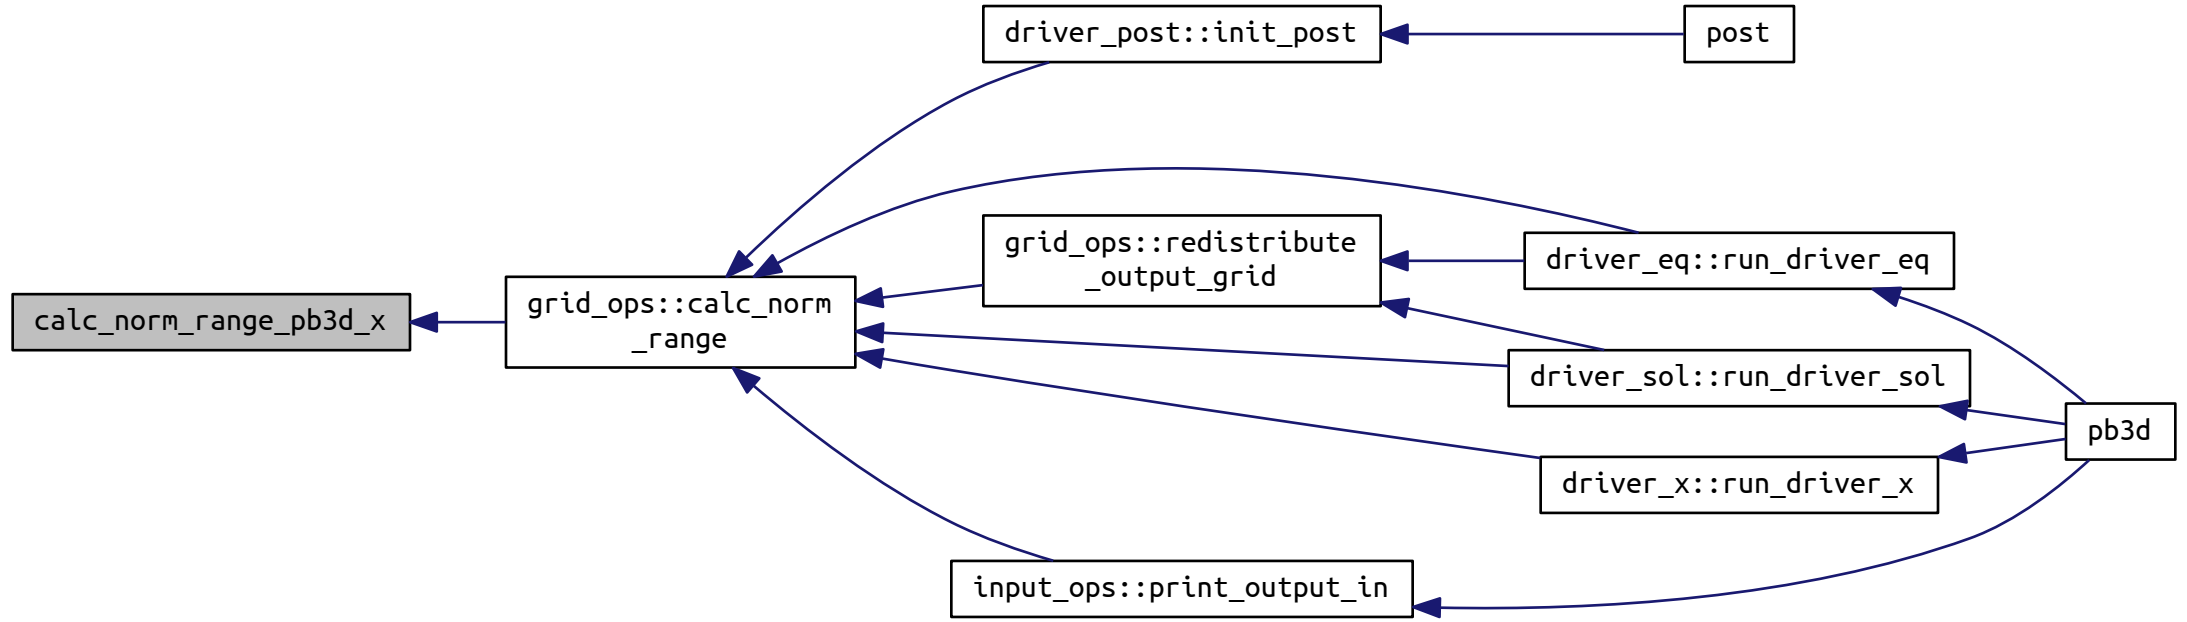 driver_post::init_post
post
grid_ops::redistribute
_output_grid
driver_eq::run_driver_eq
calc_norm_range_pb3d_x
grid_ops::calc_norm
_range
driver_sol::run_driver_sol
pb3d
driver_x::run_driver_x
input_ops::print_output_in